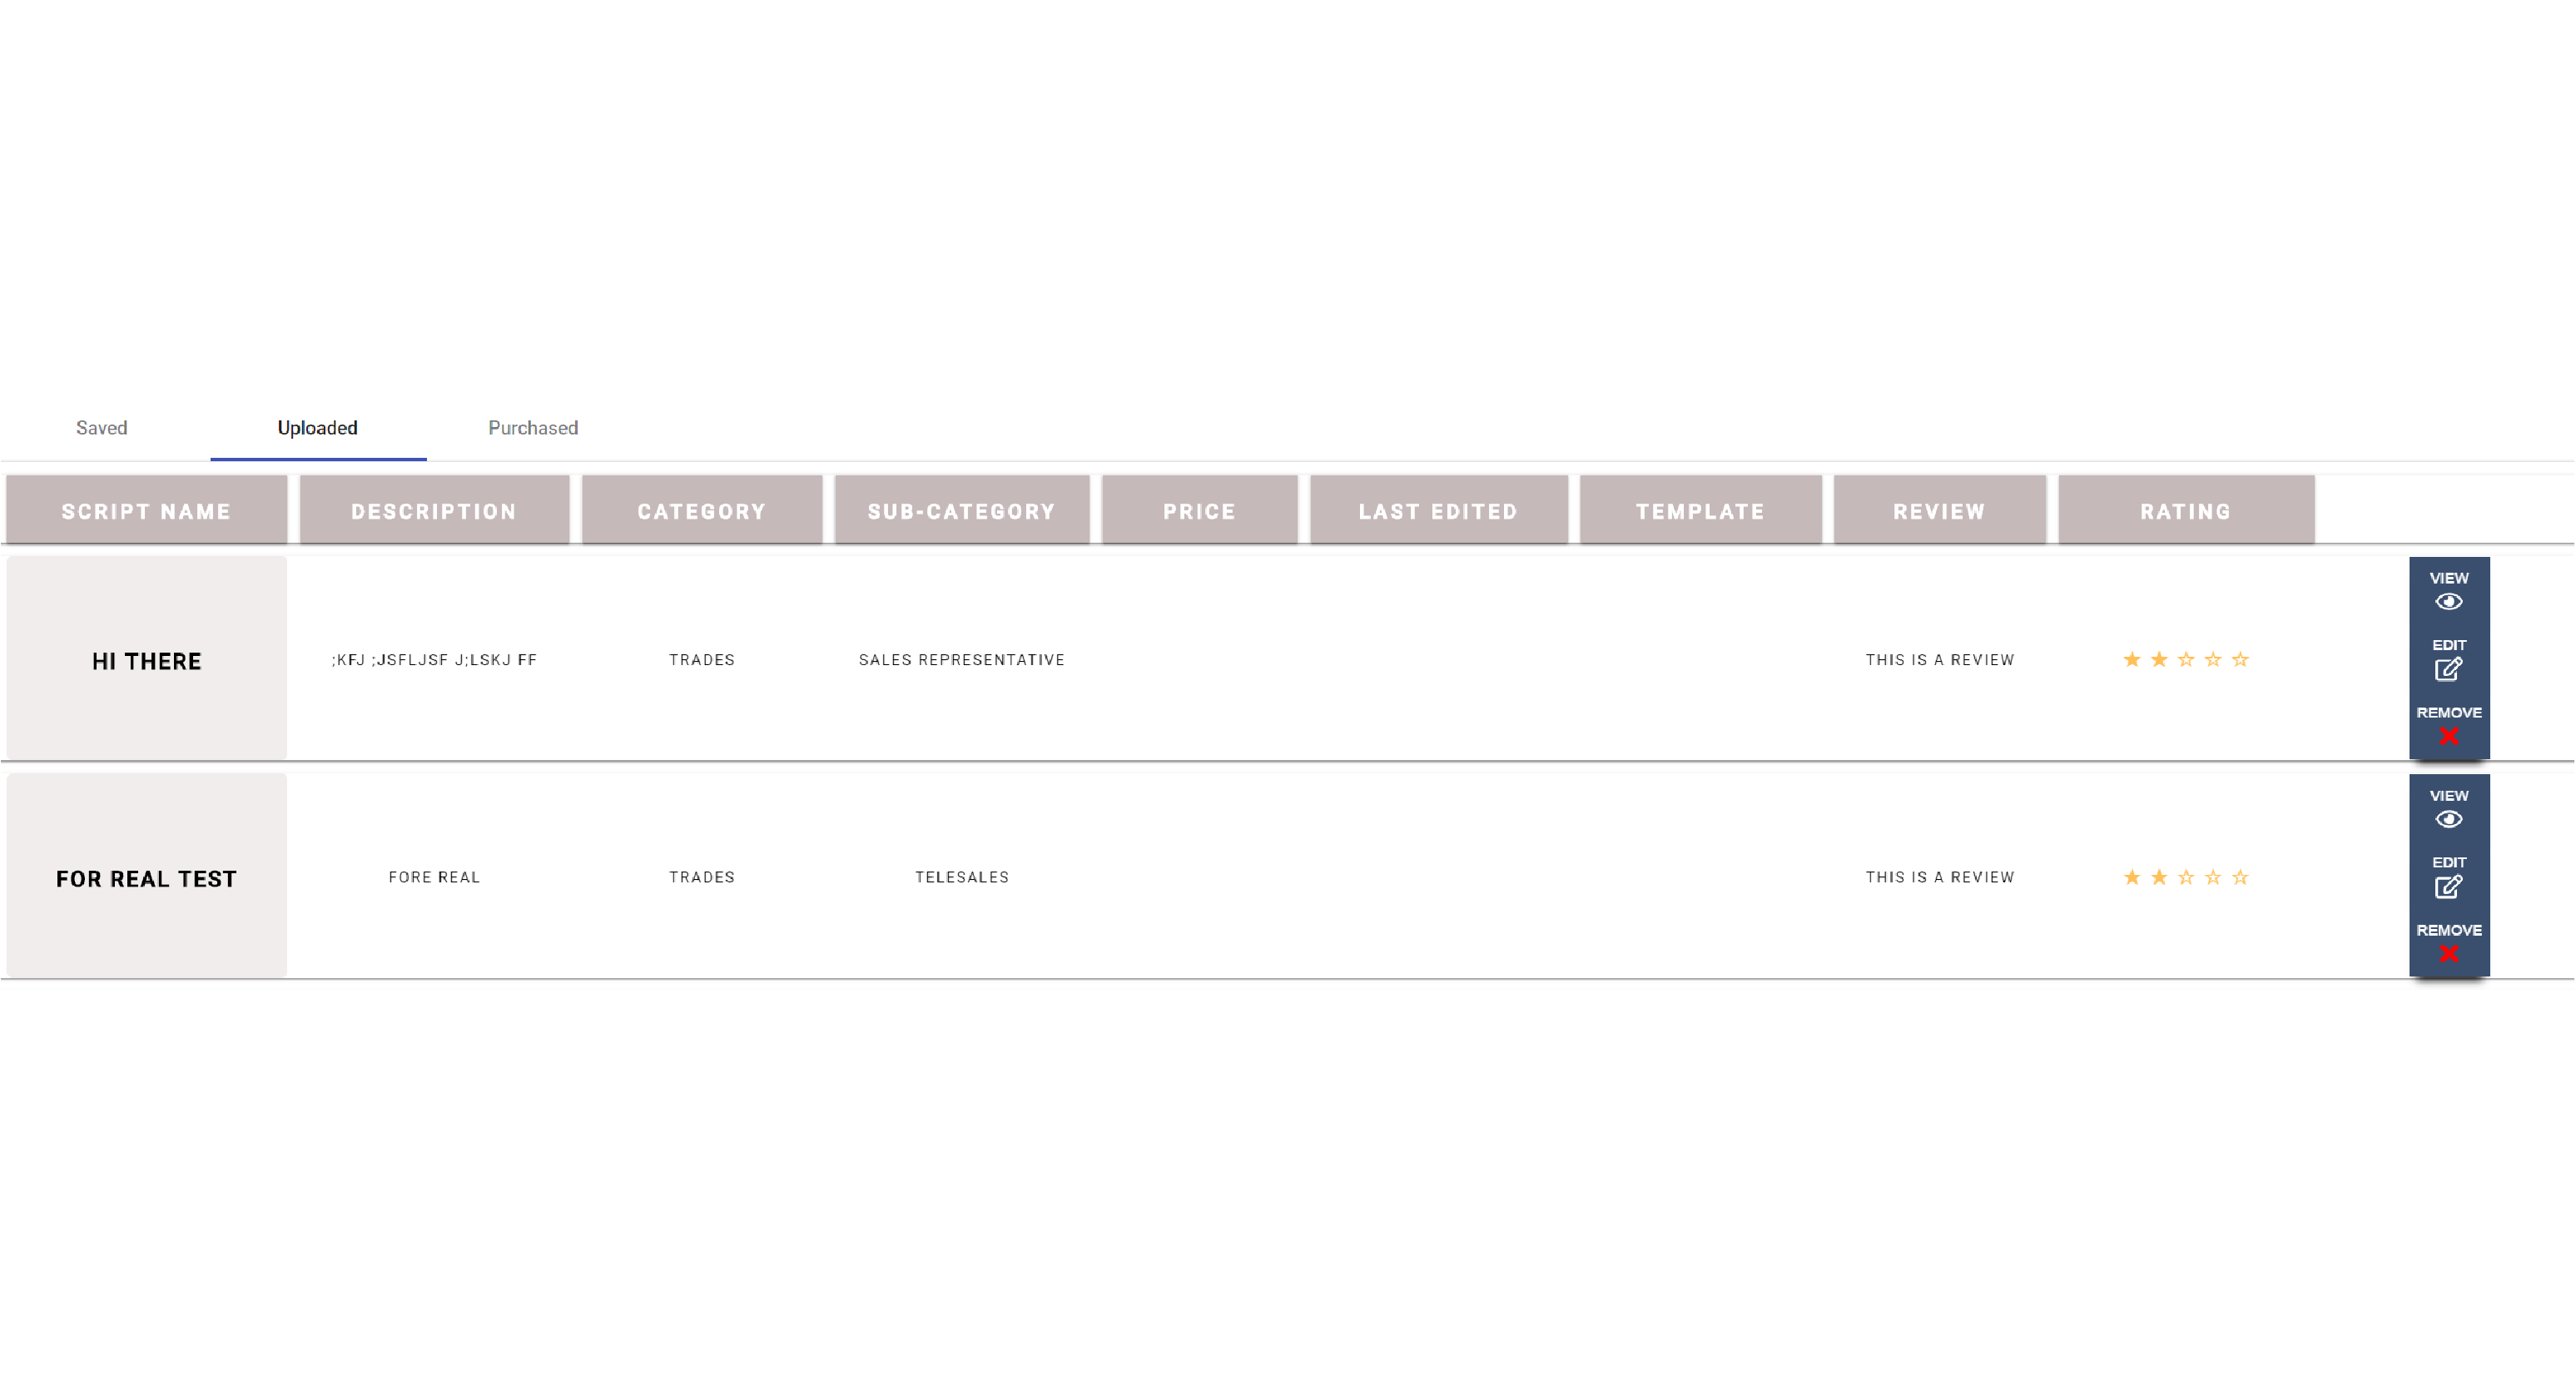 Saved Uploaded Purchased
SCRIPT NAME DESCRIPTION CATEGORY SUB-CATEGORY PRICE LAST EDITED TEMPLATE REVIEW RATING
VIEW
EDIT
HI THERE ;KFJ ;JSFLJSF J;LSKJ FF TRADES SALES REPRESENTATIVE THIS IS A REVIEW
REMOVE
VIEW
EDIT
FOR REAL TEST FORE REAL TRADES TELESALES THIS IS A REVIEW
REMOVE